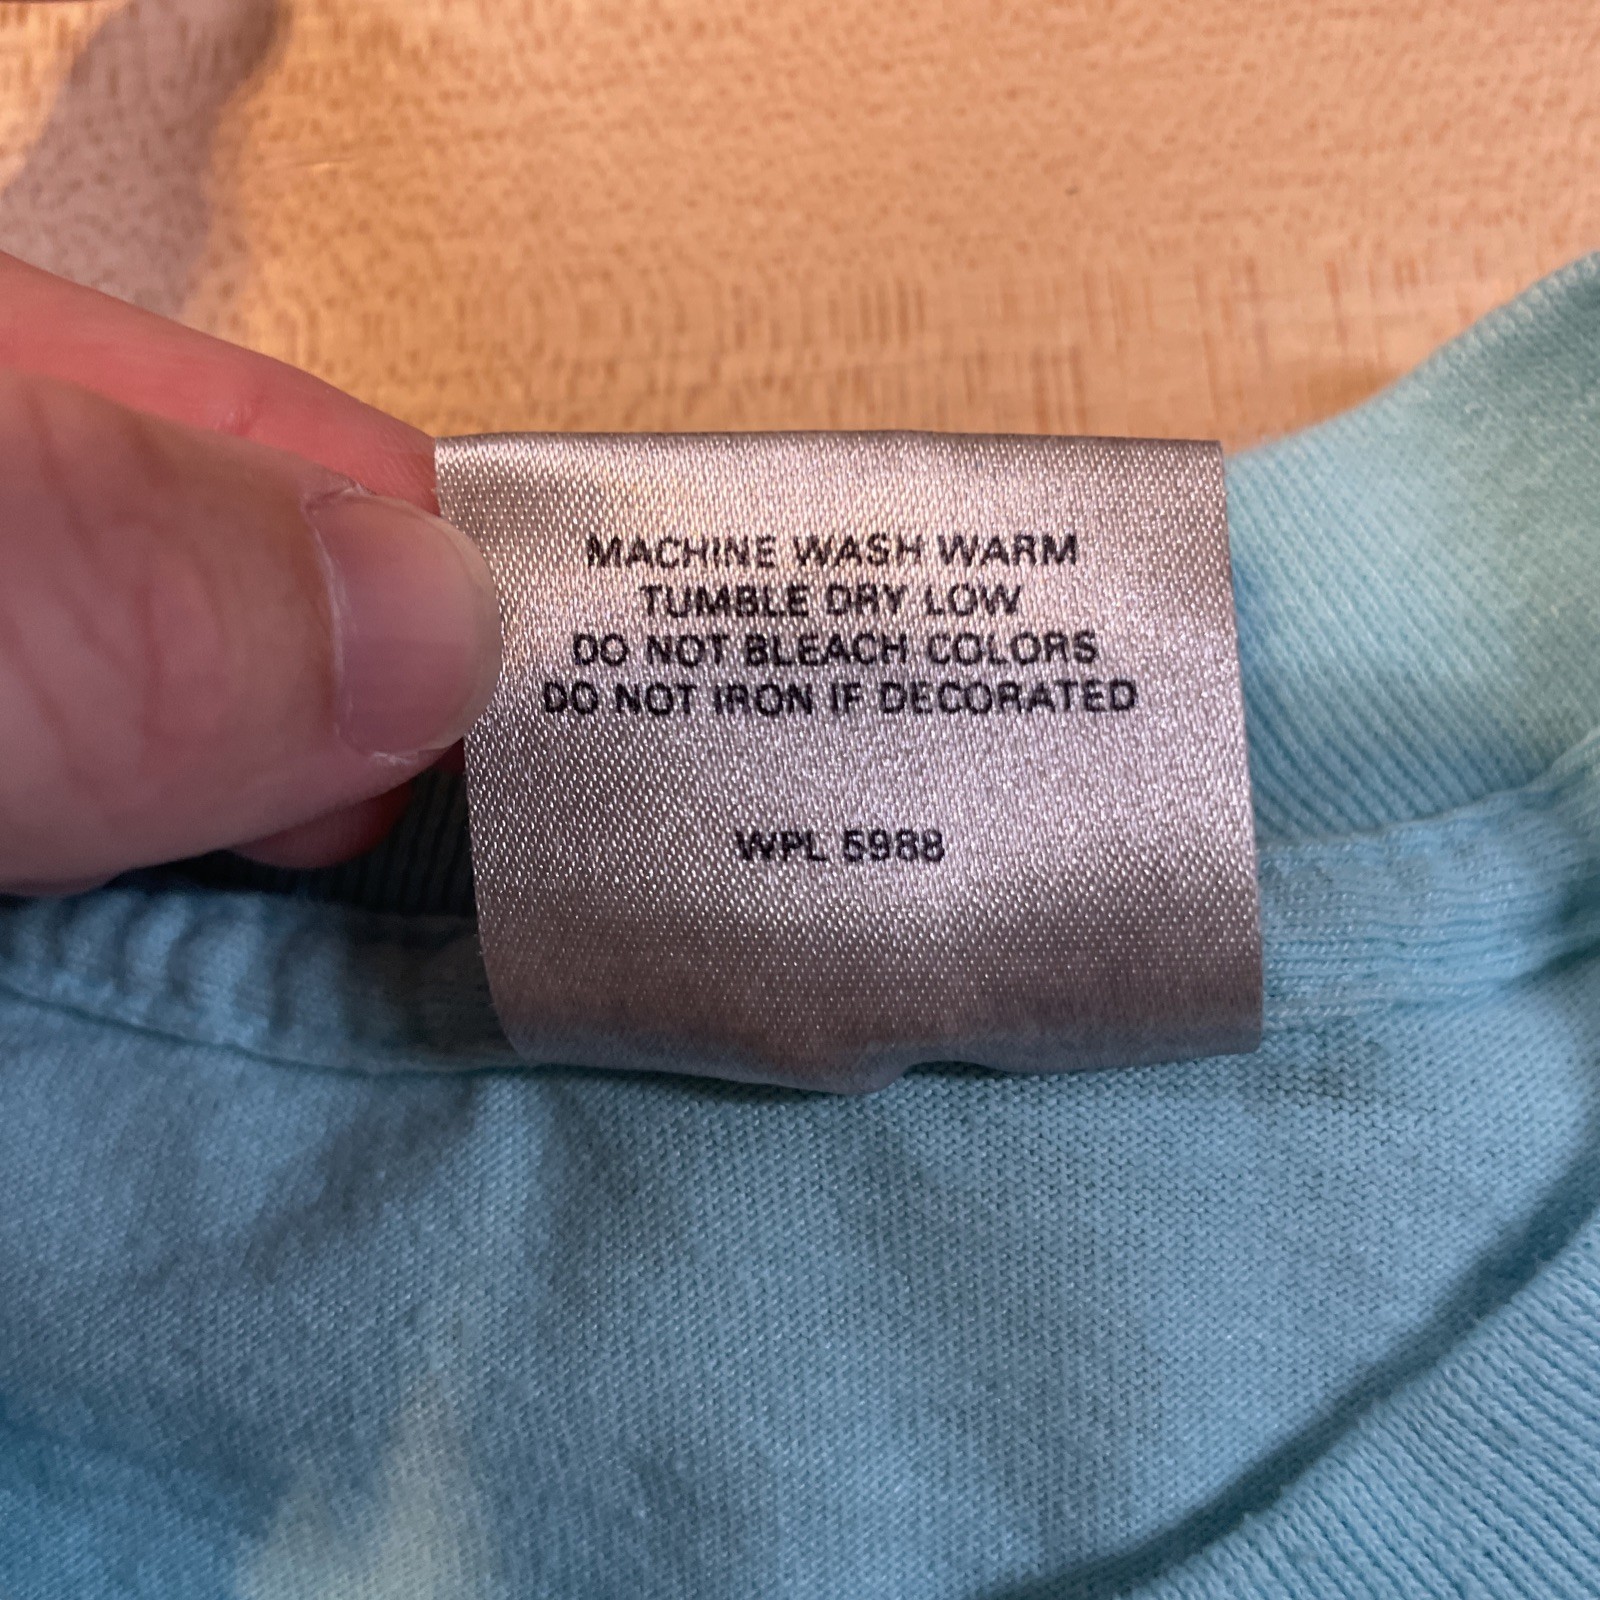 MACHINE WASH WARM
TUMBLE DRY LOW
DO NOT BLEACH COLORS
DO NOT IRON IF DECORATED
WPL 5988